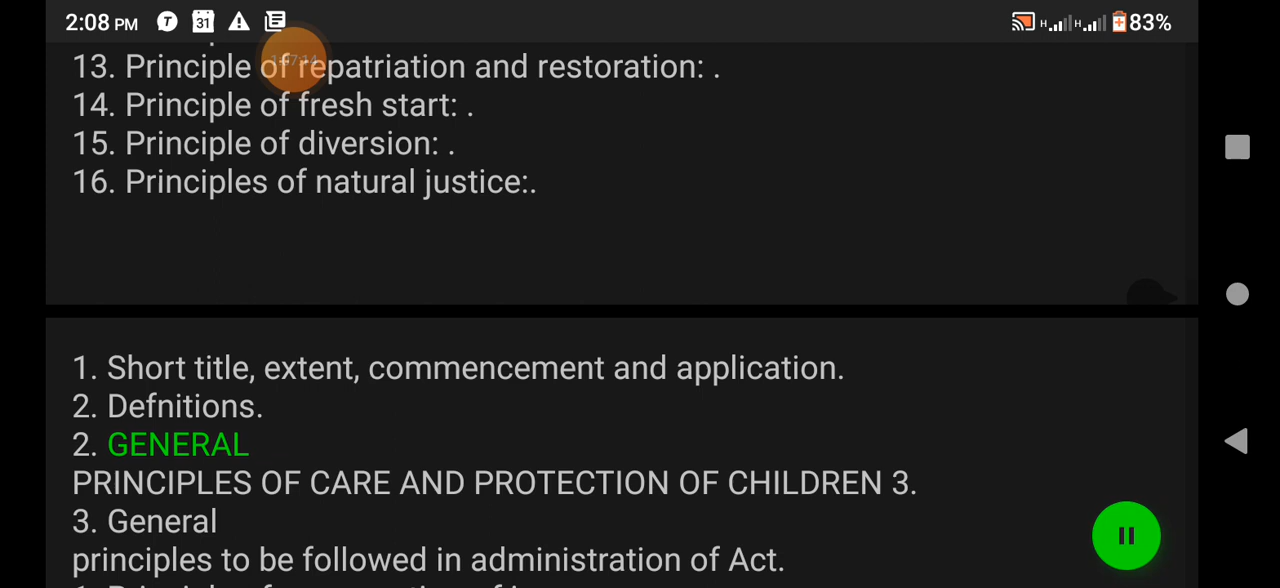 2:08 PM T 31 H H 83%
13. Principle of repatriation and restoration: .
14. Principle of fresh start: .
15. Principle of diversion: .
16. Principles of natural justice:.
1. Short title, extent, commencement and application.
2. Defnitions.
2. GENERAL
PRINCIPLES OF CARE AND PROTECTION OF CHILDREN 3.
3. General
principles to be followed in administration of Act.